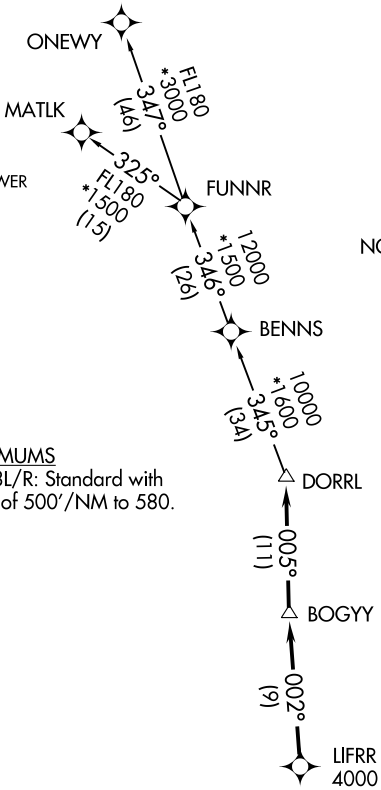 ONEWY
FL180
*3000
347°
(46)
MATLK
325°
FL180
*1500
(15)
WER
FUNNR
NO
12000
*1500
346°
(26)
BENNS
10000
*1600
345°
(34)
MUMS
BL/R: Standard with
of 500'/NM to 580.
DORRL
005°
(11)
BOGYY
002°
(9)
LIFRR
4000